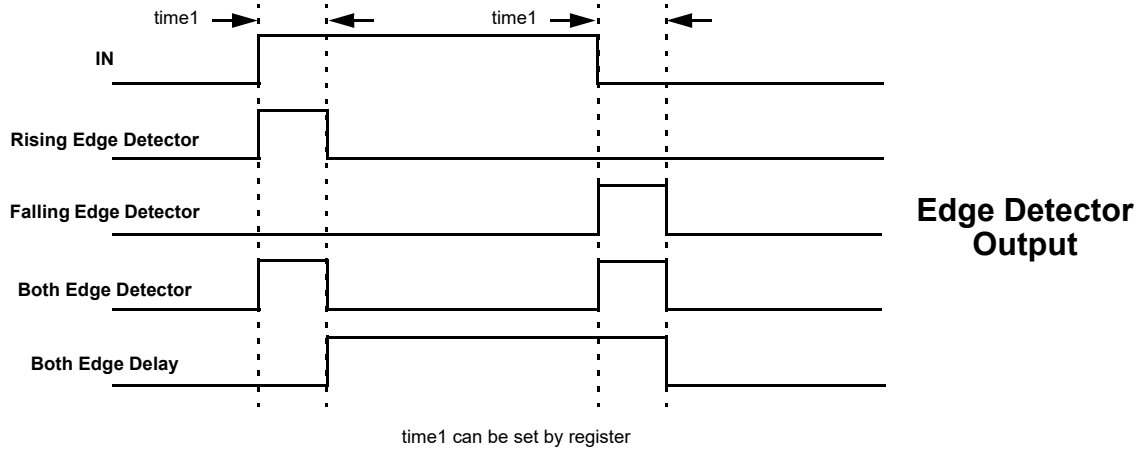 time1 time1
IN
Rising Edge Detector
Falling Edge Detector
Both Edge Detector
Both Edge Delay
Edge Detector
Output
time1 can be set by register